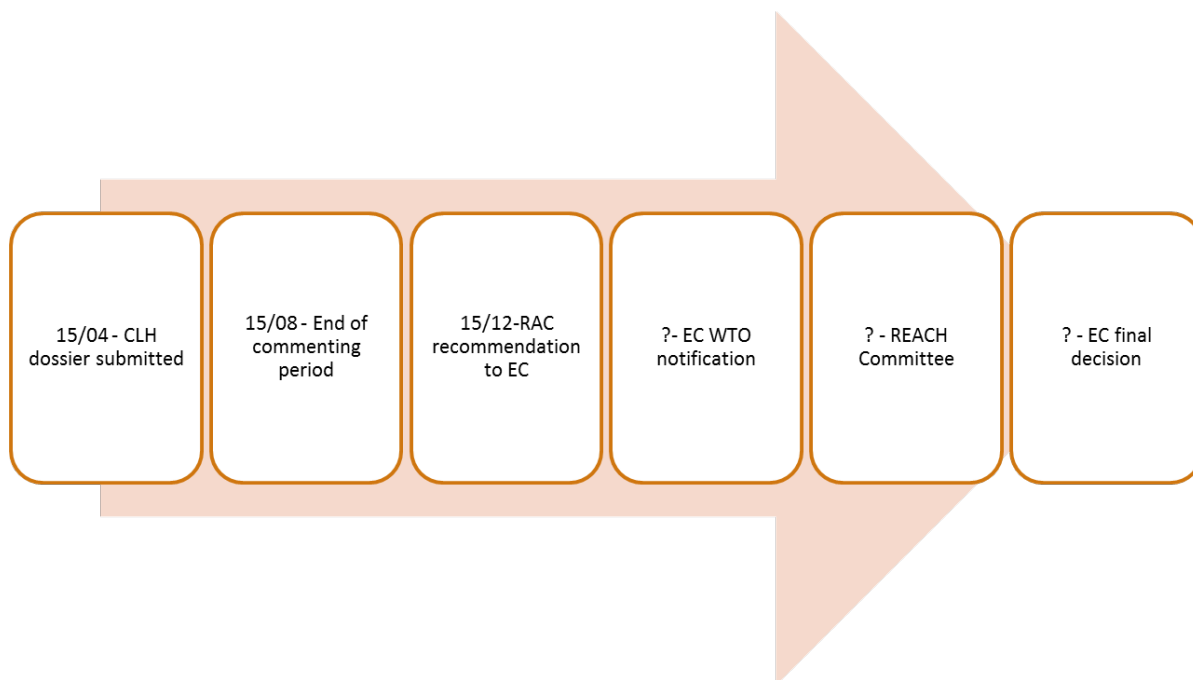 15/04 - CLH
dossier submitted
15/08 - End of
commenting
period
15/12-RAC
recommendation
to EC
?- EC WTO
notification
? - REACH
Committee
? - EC final
decision